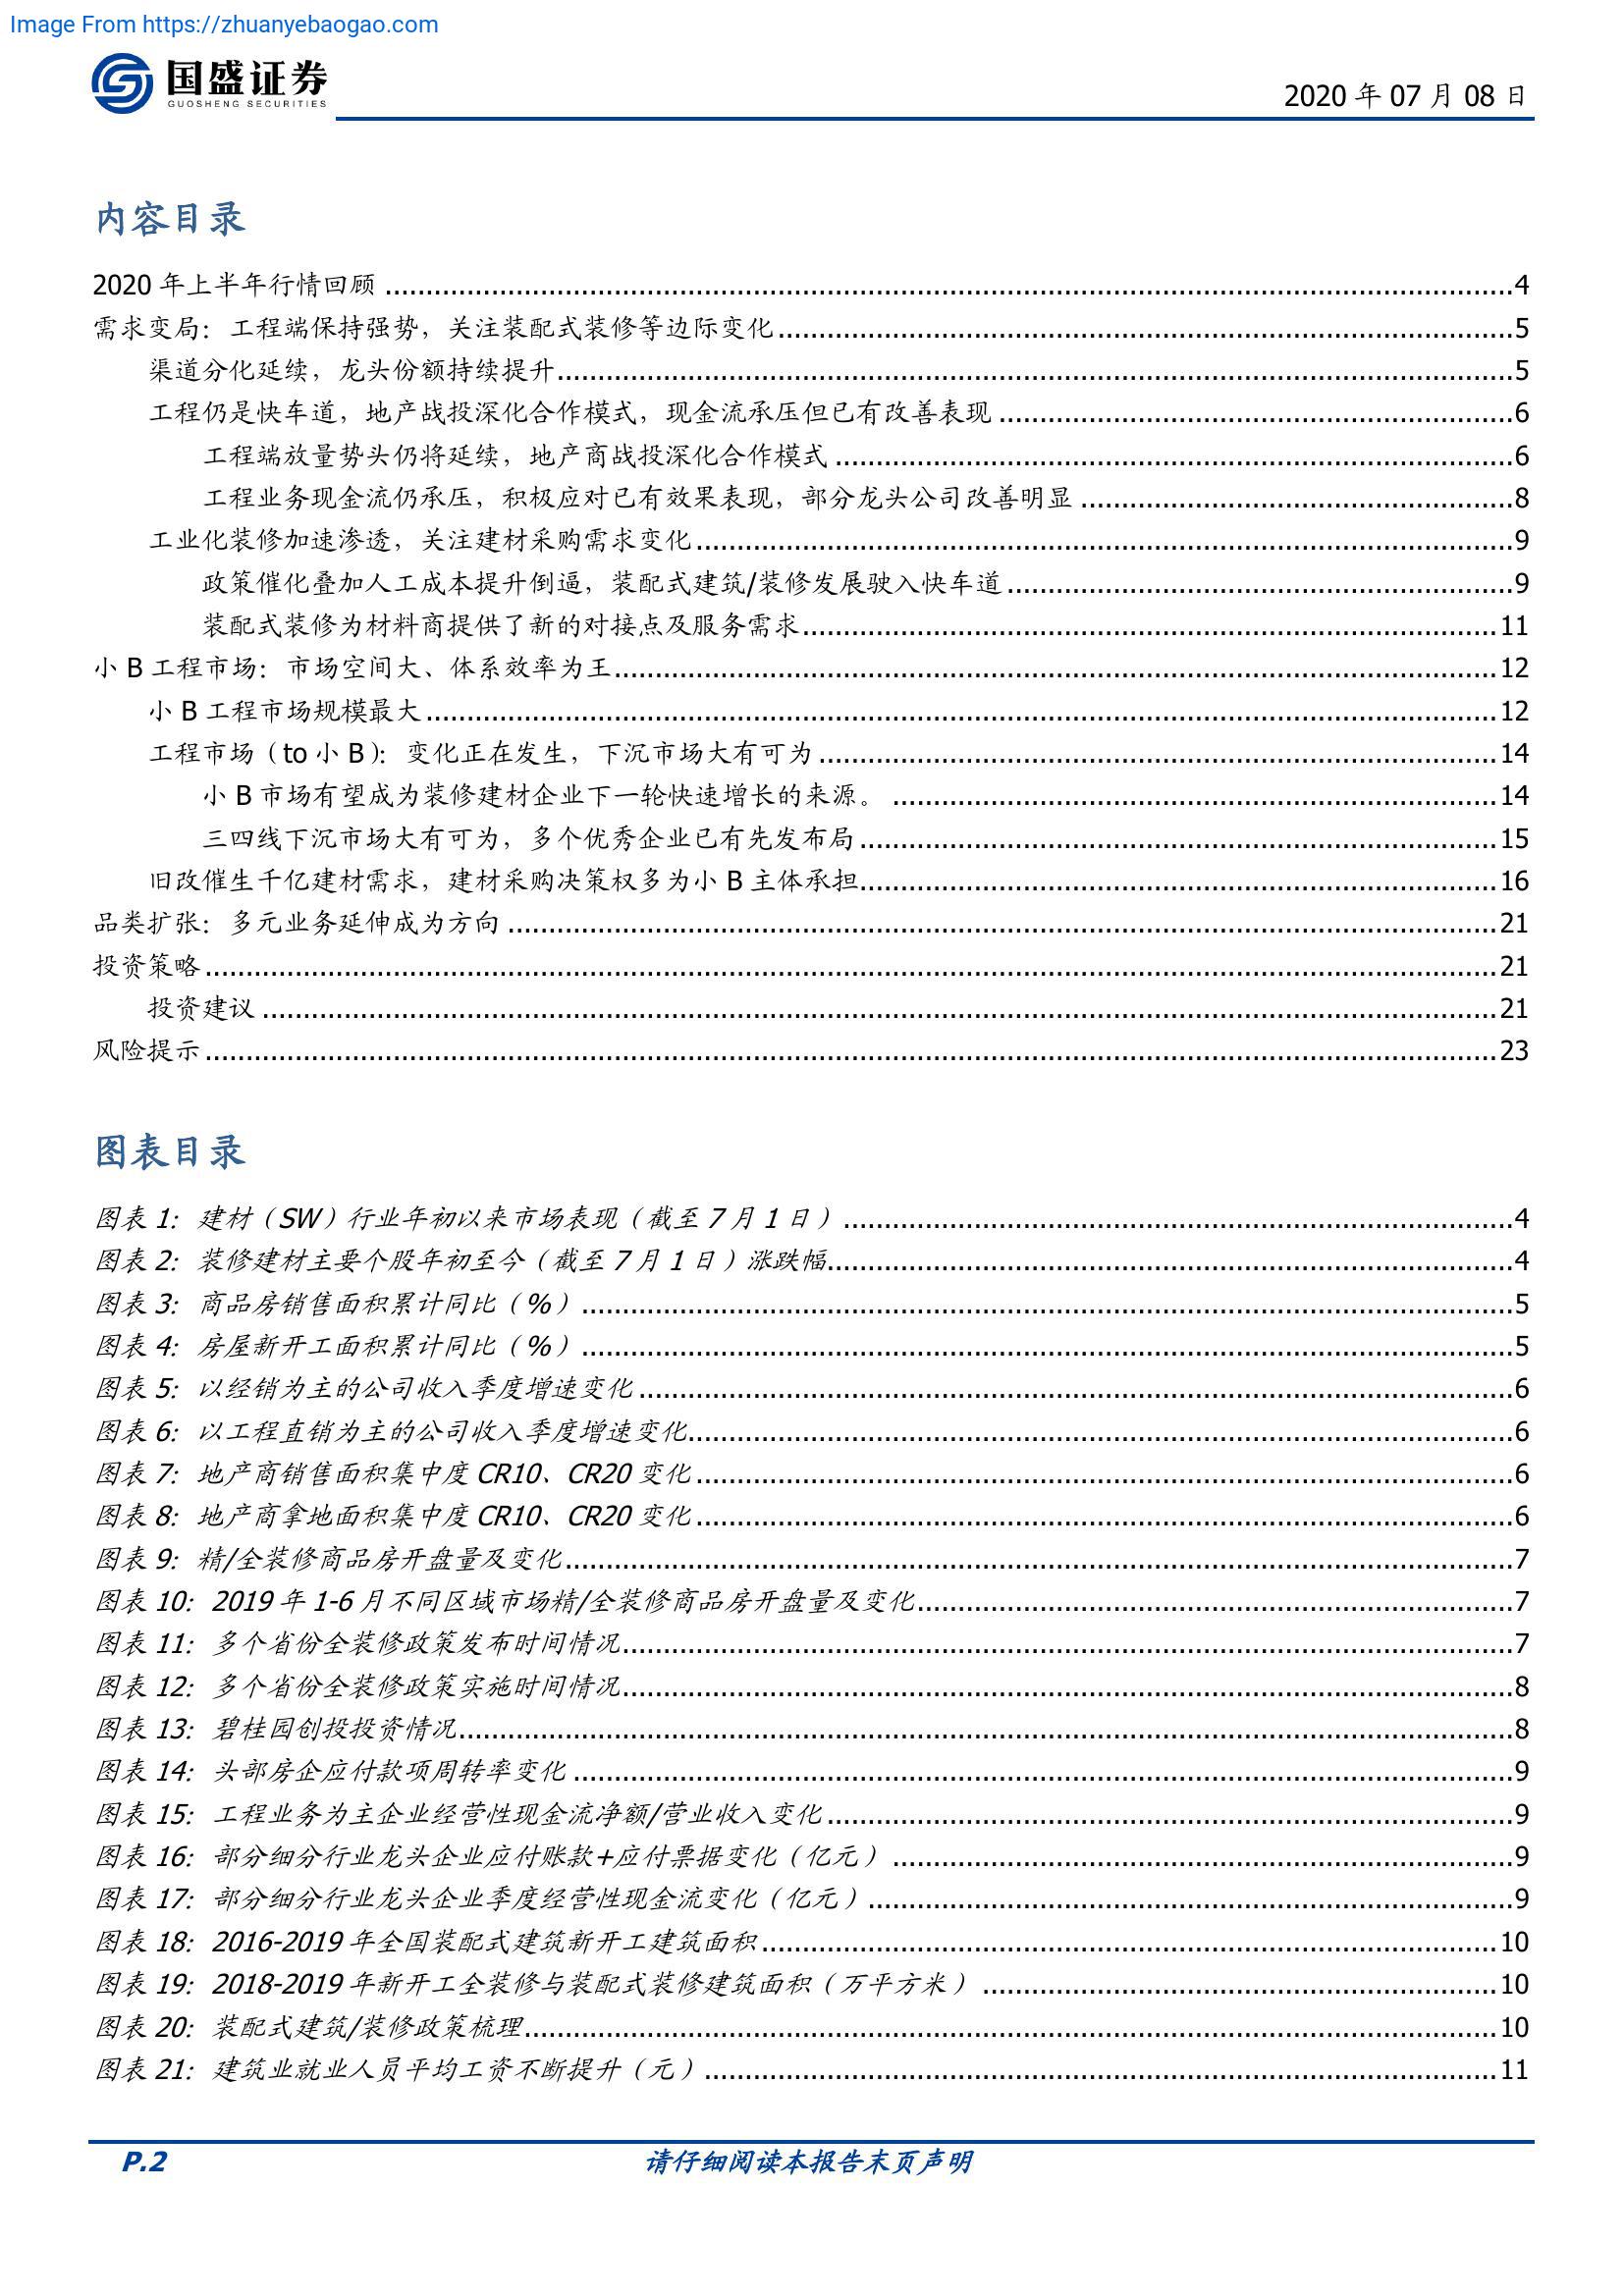 Image From https://zhuanyebaogao.com
国盛证券
GUOSHENG SECURITIES
2020 年 07 月 08 日
内容目录
2020 年上半年行情回顾 4
需求变局：工程端保持强势，关注装配式装修等边际变化 5
渠道分化延续，龙头份额持续提升 5
工程仍是快车道，地产战投深化合作模式，现金流承压但已有改善表现 6
工程端放量势头仍将延续，地产商战投深化合作模式 6
工程业务现金流仍承压，积极应对已有效果表现，部分龙头公司改善明显 8
工业化装修加速渗透，关注建材采购需求变化 9
政策催化叠加人工成本提升倒逼，装配式建筑/装修发展驶入快车道 9
装配式装修为材料商提供了新的对接点及服务需求 11
小 B 工程市场：市场空间大、体系效率为王 12
小 B 工程市场规模最大 12
工程市场（to 小 B）：变化正在发生，下沉市场大有可为 14
小 B 市场有望成为装修建材企业下一轮快速增长的来源。 14
三四线下沉市场大有可为，多个优秀企业已有先发布局 15
旧改催生千亿建材需求，建材采购决策权多为小 B 主体承担 16
品类扩张：多元业务延伸成为方向 21
投资策略 21
投资建议 21
风险提示 23
图表目录
图表 1：建材（SW）行业年初以来市场表现（截至 7 月 1 日） 4
图表 2：装修建材主要个股年初至今（截至 7 月 1 日）涨跌幅 4
图表 3：商品房销售面积累计同比（%） 5
图表 4：房屋新开工面积累计同比（%） 5
图表 5：以经销为主的公司收入季度增速变化 6
图表 6：以工程直销为主的公司收入季度增速变化 6
图表 7：地产商销售面积集中度 CR10、CR20 变化 6
图表 8：地产商拿地面积集中度 CR10、CR20 变化 6
图表 9：精/全装修商品房开盘量及变化 7
图表 10：2019 年 1-6 月不同区域市场精/全装修商品房开盘量及变化 7
图表 11：多个省份全装修政策发布时间情况 7
图表 12：多个省份全装修政策实施时间情况 8
图表 13：碧桂园创投投资情况 8
图表 14：头部房企应付款项周转率变化 9
图表 15：工程业务为主企业经营性现金流净额/营业收入变化 9
图表 16：部分细分行业龙头企业应付账款+应付票据变化（亿元） 9
图表 17：部分细分行业龙头企业季度经营性现金流变化（亿元） 9
图表 18：2016-2019 年全国装配式建筑新开工建筑面积 10
图表 19：2018-2019 年新开工全装修与装配式装修建筑面积（万平方米） 10
图表 20：装配式建筑/装修政策梳理 10
图表 21：建筑业就业人员平均工资不断提升（元） 11
P.2
请仔细阅读本报告末页声明